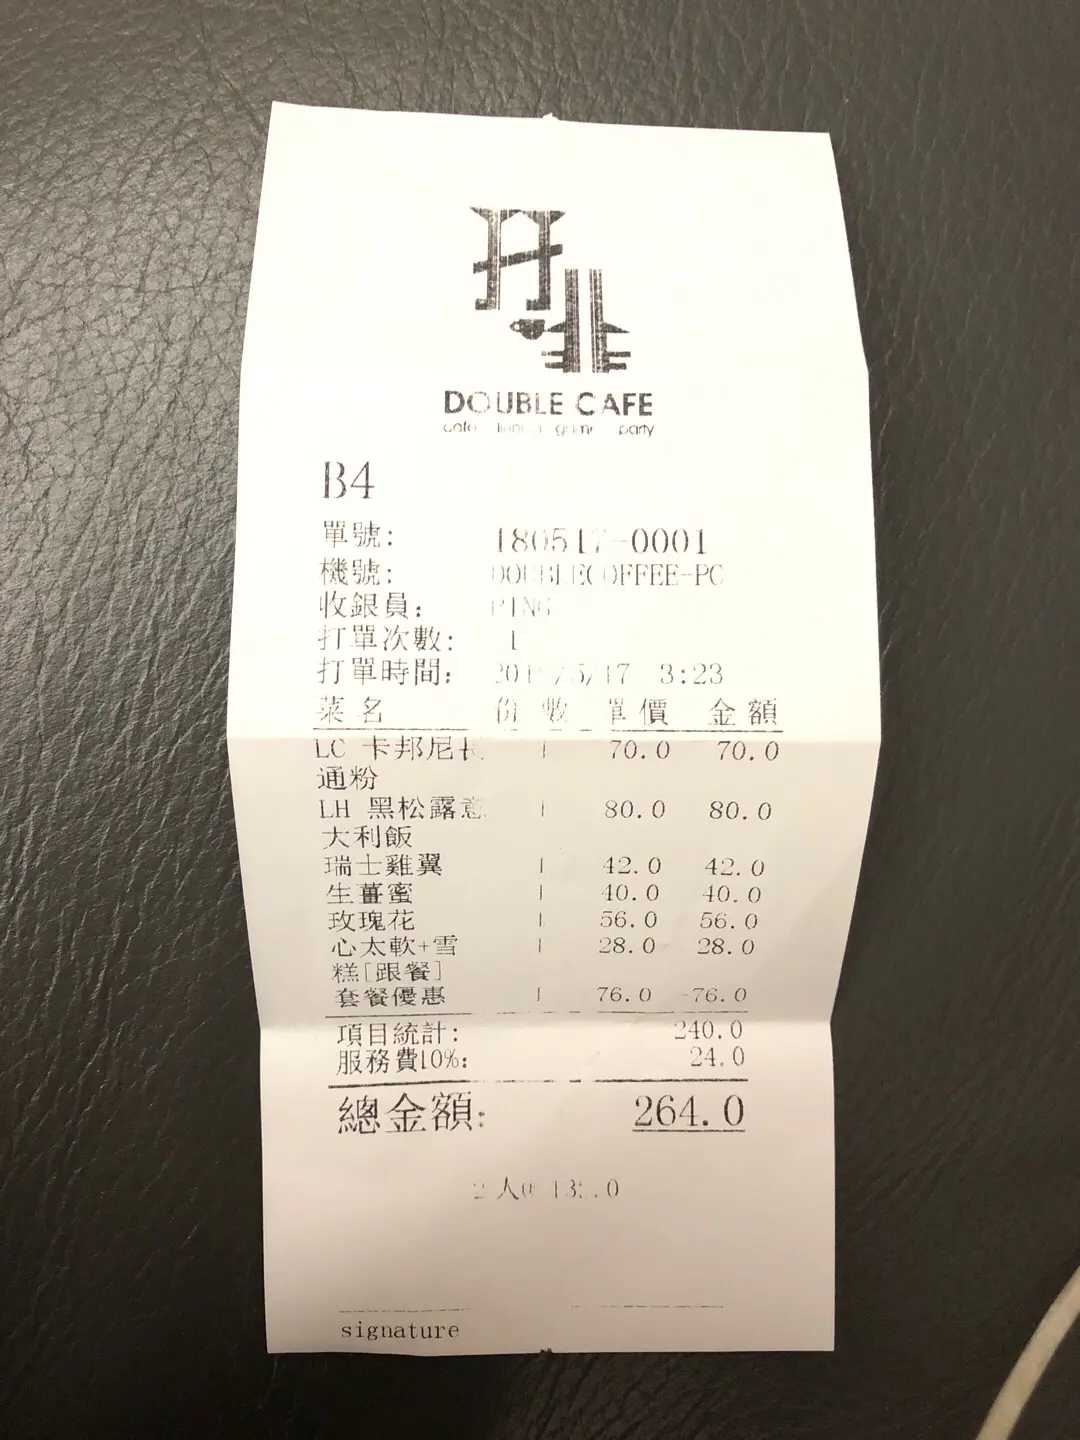 DOUBLE CAFE
party
B4
單號: 180517-0001
機號: DOUBLECOFFEE-PC
收銀員: PING
打單次數: 1
打單時間: 3:23
菜名 份數 單價 金額
LC 卡邦尼長 1 70.0 70.0
通粉
LH 黑松露意 1 80.0 80.0
大利飯
瑞士雞翼 1 42.0 42.0
生薑蜜 1 40.0 40.0
玫瑰花 1 56.0 56.0
心太軟+雪 1 28.0 28.0
糕[跟餐]
套餐優惠 1 76.0 -76.0
項目統計: 240.0
服務費10%: 24.0
總金額: 264.0
2人@
signature